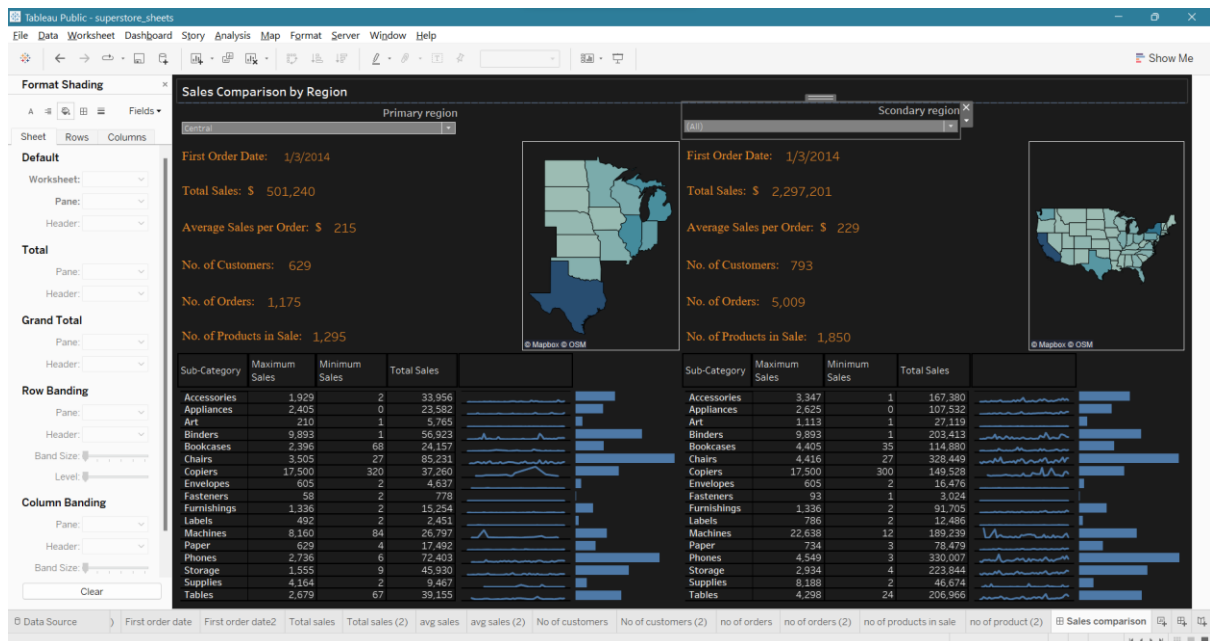 Tableau Public - superstore_sheets
File Data Worksheet Dashboard Story Analysis Map Format Server Window Help
Show Me
Format Shading
Fields
Sheet Rows Columns
Default
Worksheet:
Pane:
Header:
Total
Pane:
Header:
Grand Total
Pane:
Header:
Row Banding
Pane:
Header:
Band Size:
Level:
Column Banding
Pane:
Header:
Band Size:
Clear
Sales Comparison by Region
Primary region
Central
First Order Date: 1/3/2014
Total Sales: $ 501,240
Average Sales per Order: $ 215
No. of Customers: 629
No. of Orders: 1,175
No. of Products in Sale: 1,295
© Mapbox © OSM
Scondary region
(All)
First Order Date: 1/3/2014
Total Sales: $ 2,297,201
Average Sales per Order: $ 229
No. of Customers: 793
No. of Orders: 5,009
No. of Products in Sale: 1,850
© Mapbox © OSM
Sub-Category Maximum Sales Minimum Sales Total Sales
Accessories 1,929 2 33,956
Appliances 2,405 0 23,582
Art 210 1 5,765
Binders 9,893 1 56,923
Bookcases 2,396 68 24,157
Chairs 3,505 27 85,231
Copiers 17,500 320 37,260
Envelopes 605 2 4,637
Fasteners 58 2 778
Furnishings 1,336 2 15,254
Labels 492 2 2,451
Machines 8,160 84 26,797
Paper 629 4 17,492
Phones 2,736 6 72,403
Storage 1,555 9 45,930
Supplies 4,164 2 9,467
Tables 2,679 67 39,155
Sub-Category Maximum Sales Minimum Sales Total Sales
Accessories 3,347 1 167,380
Appliances 2,625 0 107,532
Art 1,113 1 27,119
Binders 9,893 1 203,413
Bookcases 4,405 35 114,880
Chairs 4,416 27 328,449
Copiers 17,500 300 149,528
Envelopes 605 2 16,476
Fasteners 93 1 3,024
Furnishings 1,336 2 91,705
Labels 786 2 12,486
Machines 22,638 12 189,239
Paper 734 3 78,479
Phones 4,549 3 330,007
Storage 2,934 4 223,844
Supplies 8,188 2 46,674
Tables 4,298 24 206,966
Data Source First order date First order date2 Total sales Total sales (2) avg sales avg sales (2) No of customers No of customers (2) no of orders no of orders (2) no of products in sale no of product (2) Sales comparison